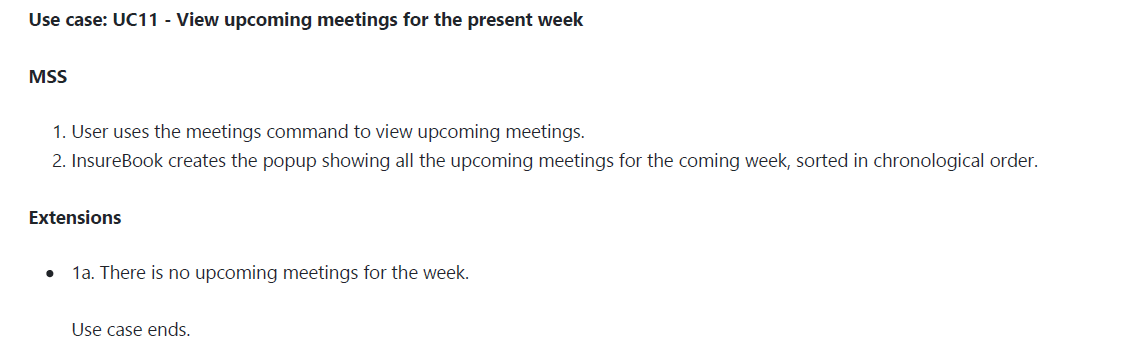 Use case: UC11 - View upcoming meetings for the present week
MSS
1. User uses the meetings command to view upcoming meetings.
2. InsureBook creates the popup showing all the upcoming meetings for the coming week, sorted in chronological order.
Extensions
• 1a. There is no upcoming meetings for the week.
Use case ends.